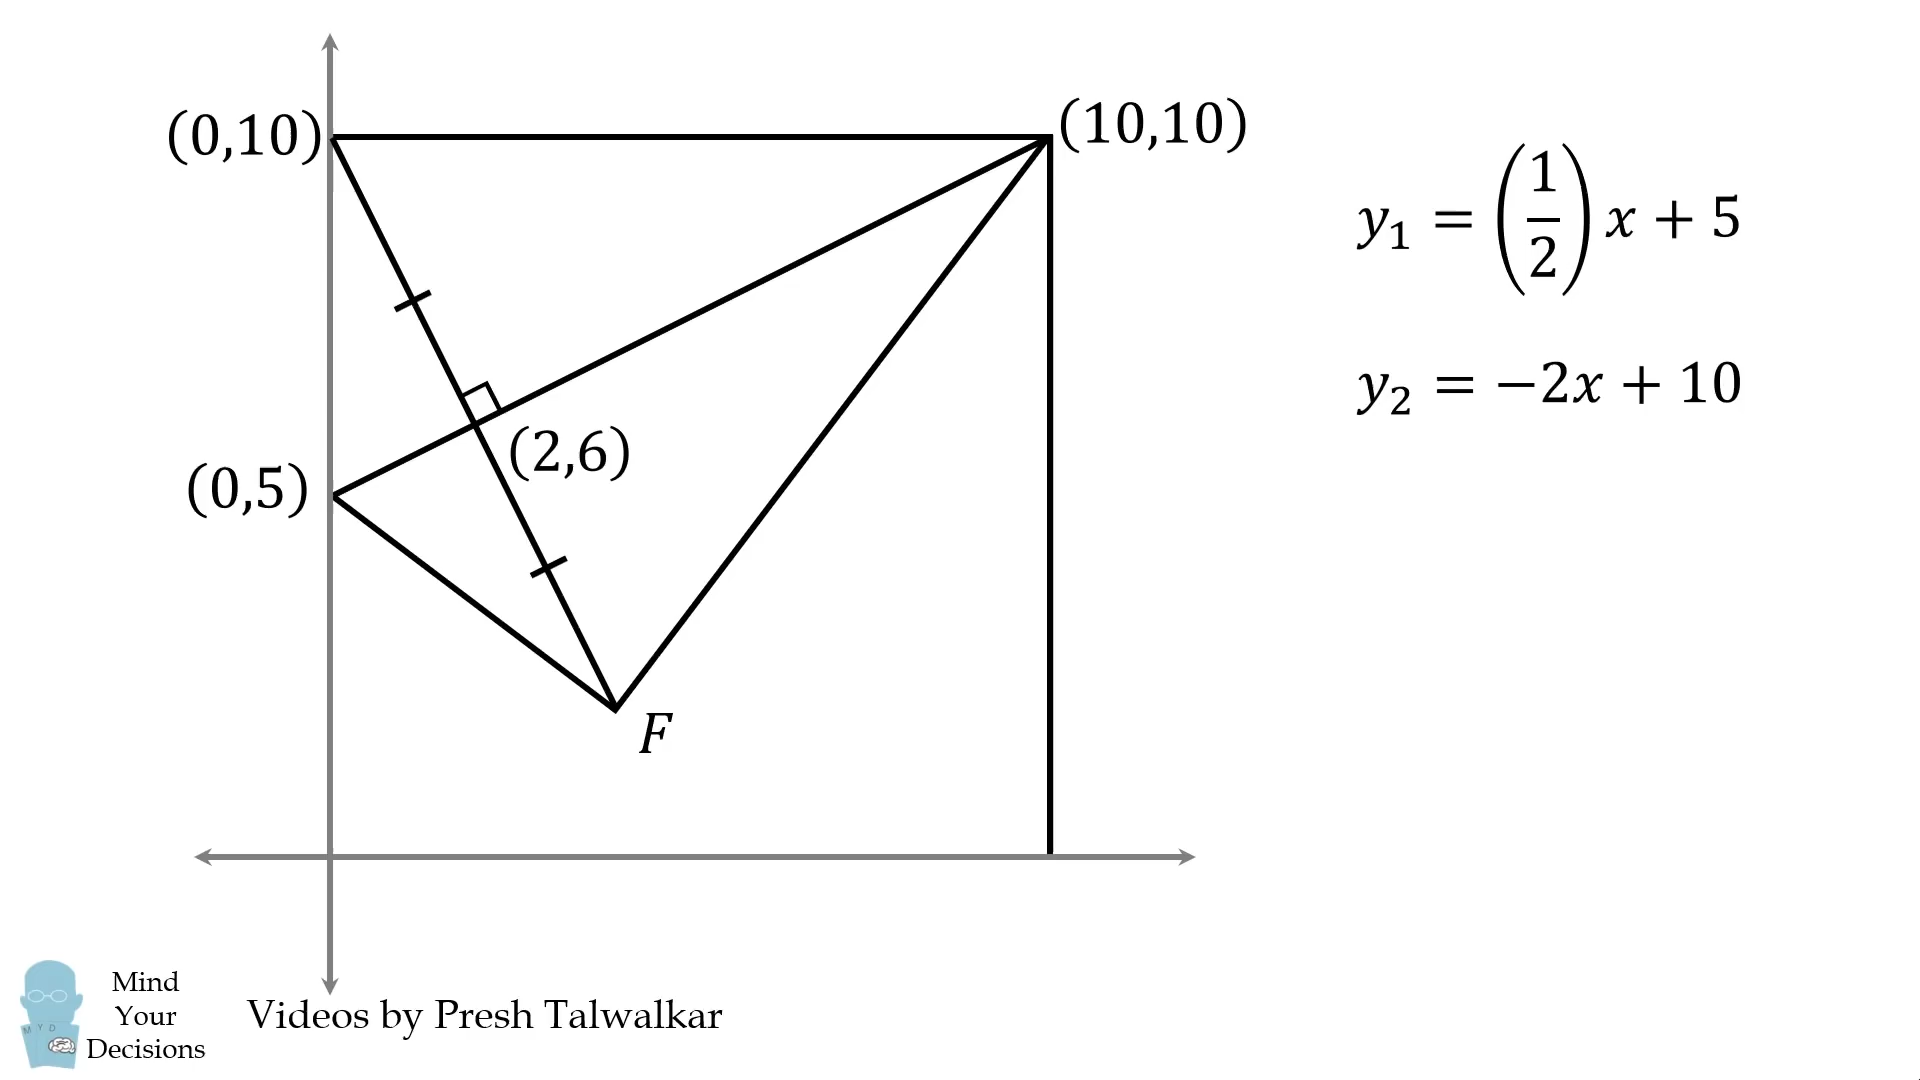 (0,10)
(10,10)
y₁ = (1/2)x + 5
y₂ = −2x + 10
(2,6)
(0,5)
F
M Y D
Mind
Your
Decisions
Videos by Presh Talwalkar